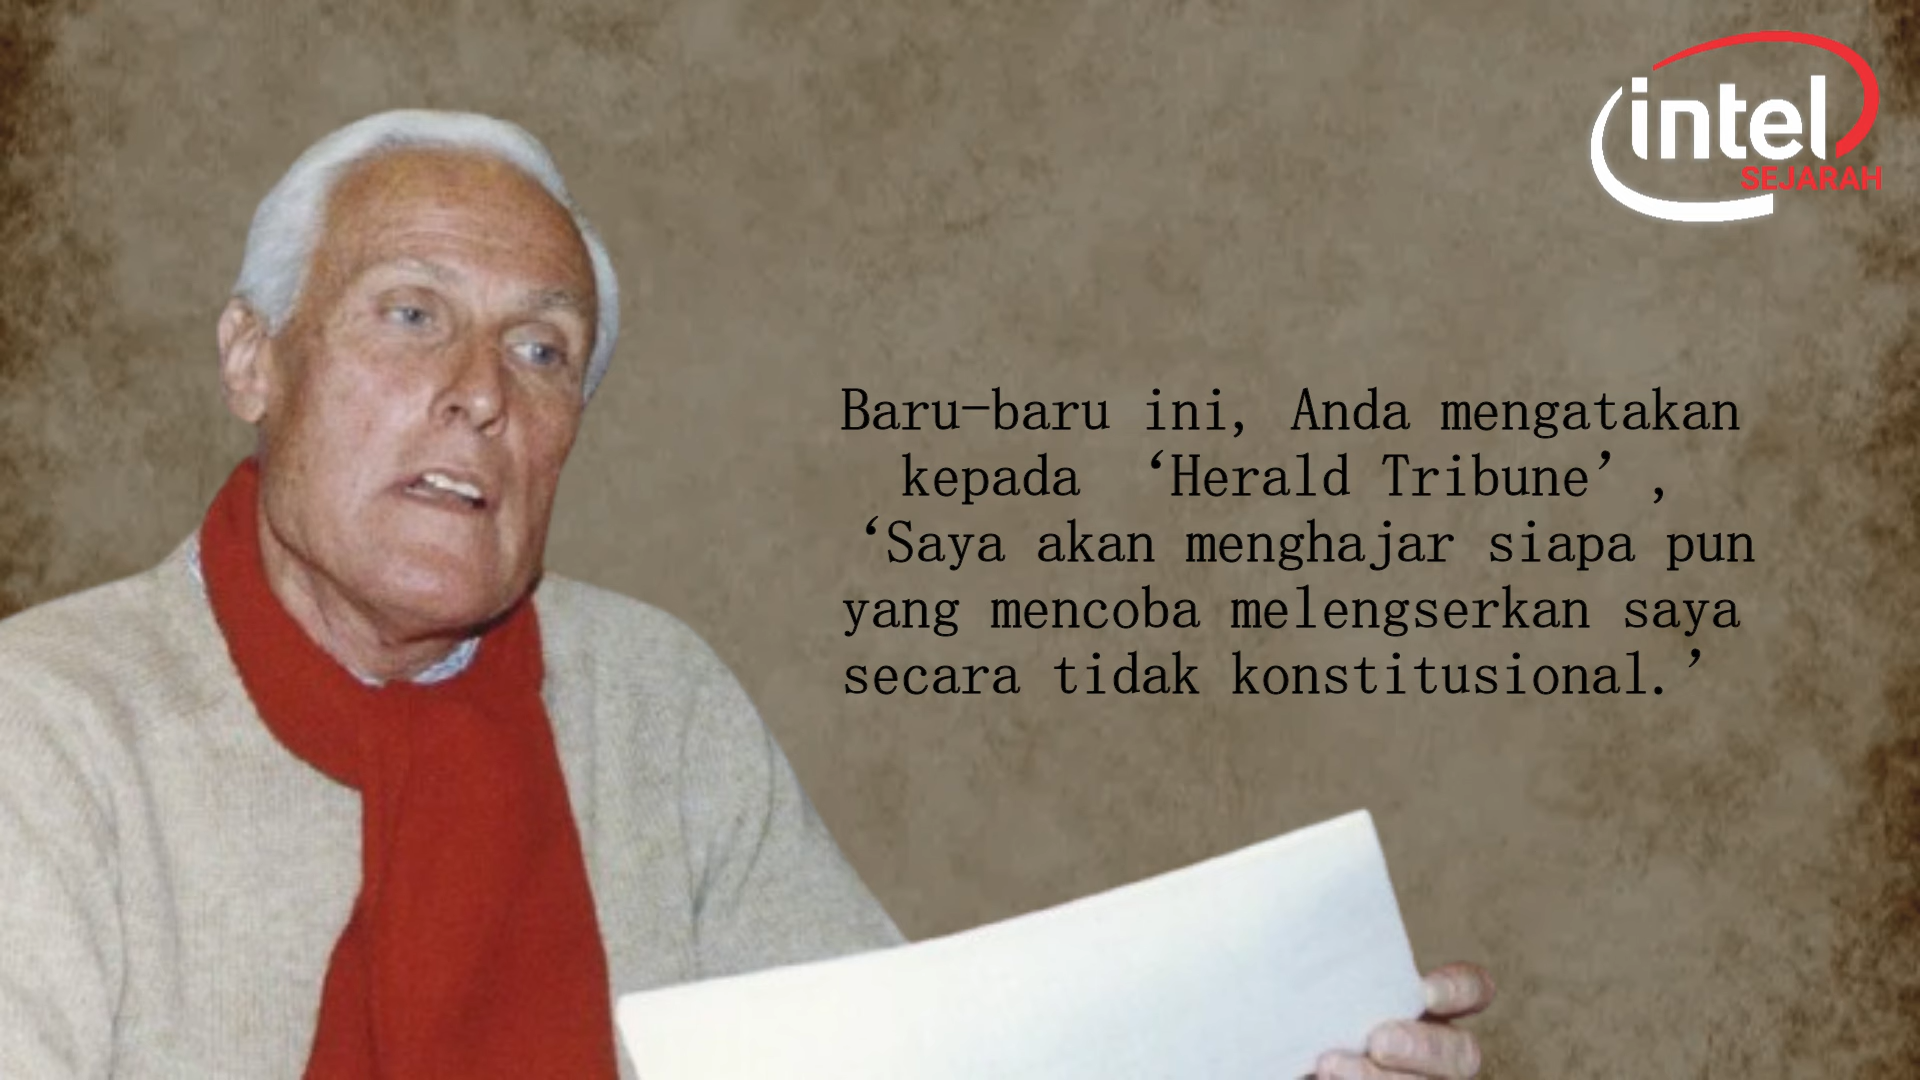 intel
SEJARAH
Baru-baru ini, Anda mengatakan
kepada ‘Herald Tribune’,
‘Saya akan menghajar siapa pun
yang mencoba melengserkan saya
secara tidak konstitusional.’